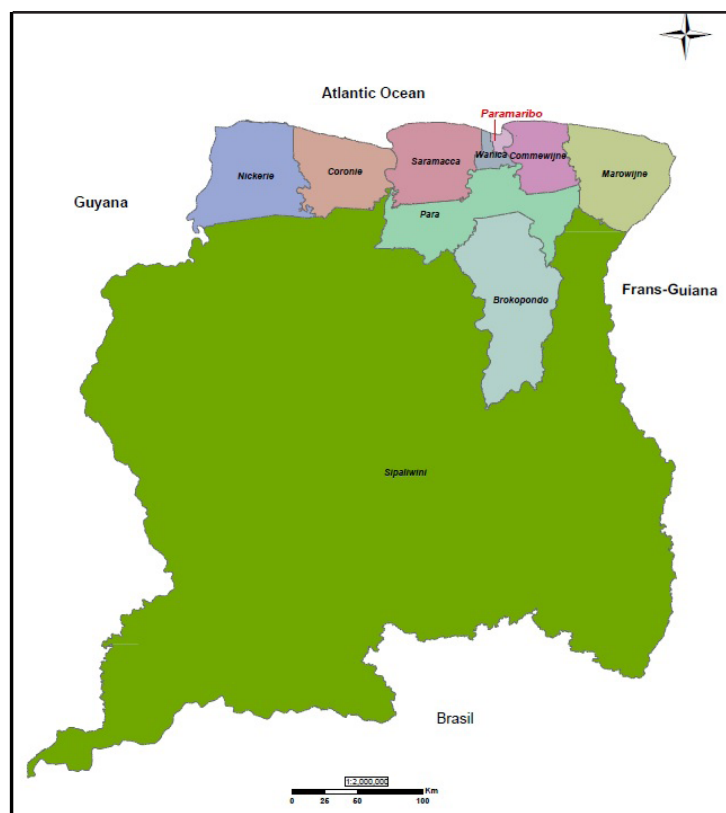 Atlantic Ocean
Paramaribo
Wanica
Commewijne
Saramacca
Coronie
Nickerie
Marowijne
Guyana
Para
Frans-Guiana
Brokopondo
Sipaliwini
Brasil
1:2.000.000
Km
0 25 50 100